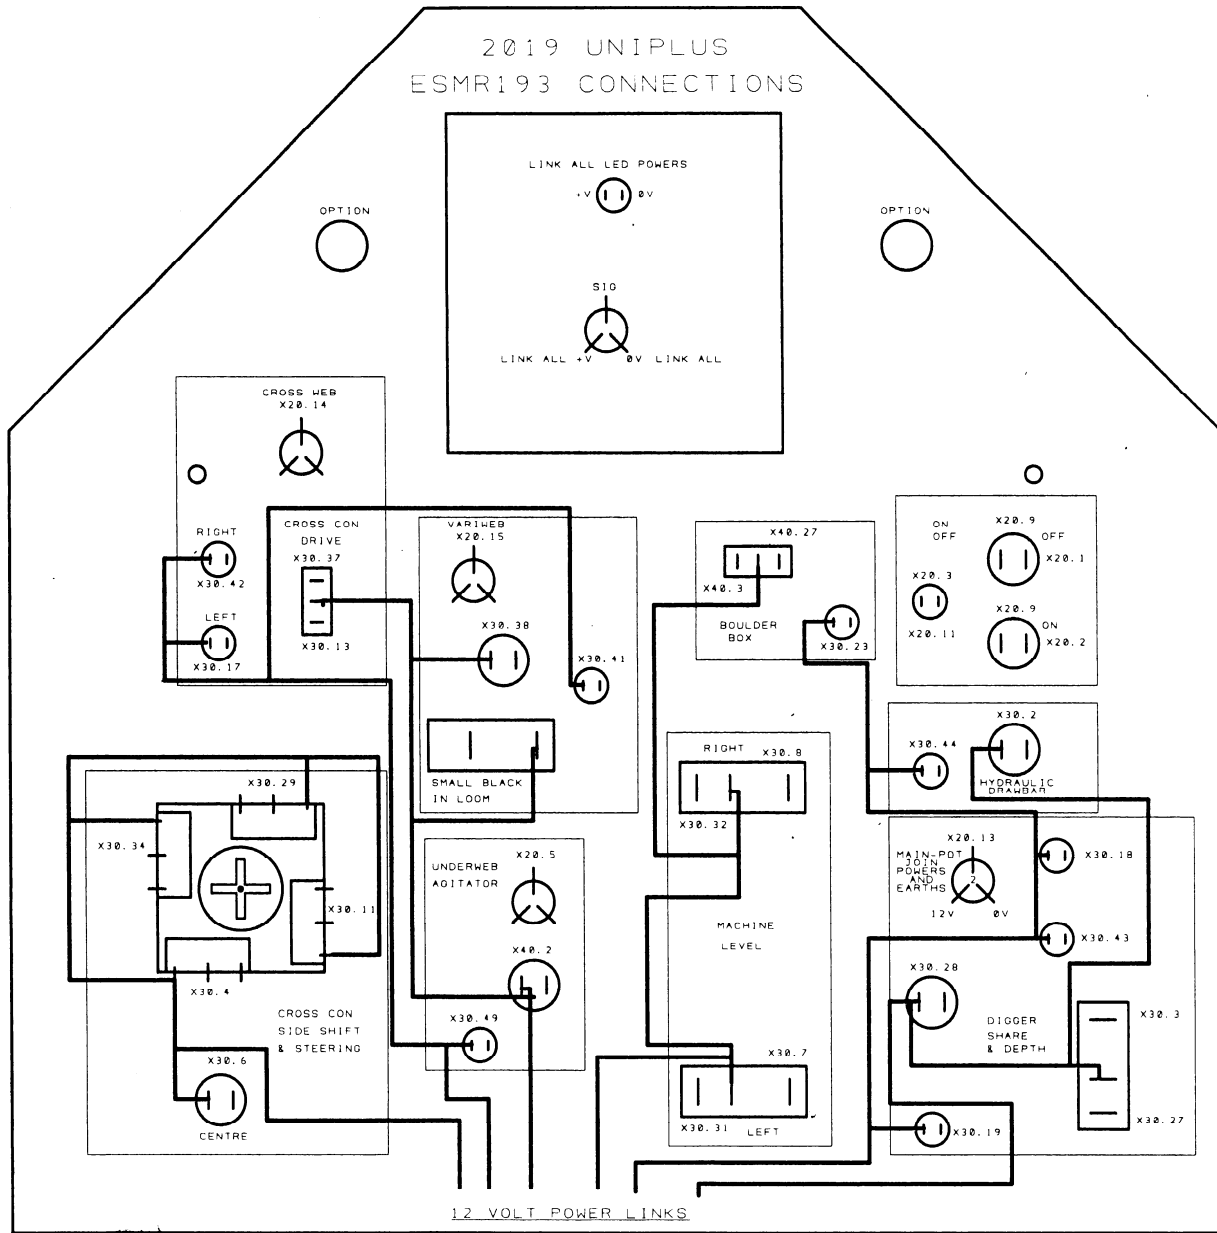 2019 UNIPLUS
ESMR193 CONNECTIONS
LINK ALL LED POWERS
+V 0V
OPTION
OPTION
SIG
LINK ALL +V 0V LINK ALL
CROSS WEB
X20.14
RIGHT
X30.42
LEFT
X30.17
CROSS CON
DRIVE
X30.37
X30.13
VARIWEB
X20.15
X30.38
X30.41
SMALL BLACK
IN LOOM
X40.27
X40.3
BOULDER
BOX
X30.23
ON
OFF
X20.9
OFF
X20.1
X20.3
X20.11
X20.9
ON
X20.2
X30.2
X30.44
HYDRAULIC
DRAWBAR
RIGHT
X30.8
X30.32
MACHINE
LEVEL
X30.7
X30.31
LEFT
X30.29
X30.34
X30.11
X30.4
CROSS CON
SIDE SHIFT
& STEERING
X30.6
CENTRE
UNDERWEB
AGITATOR
X20.5
X40.2
X30.49
X20.13
MAIN-POT
JOIN
POWERS
AND
EARTHS
2
12V 0V
X30.18
X30.43
X30.28
DIGGER
SHARE
& DEPTH
X30.3
X30.27
X30.19
12 VOLT POWER LINKS